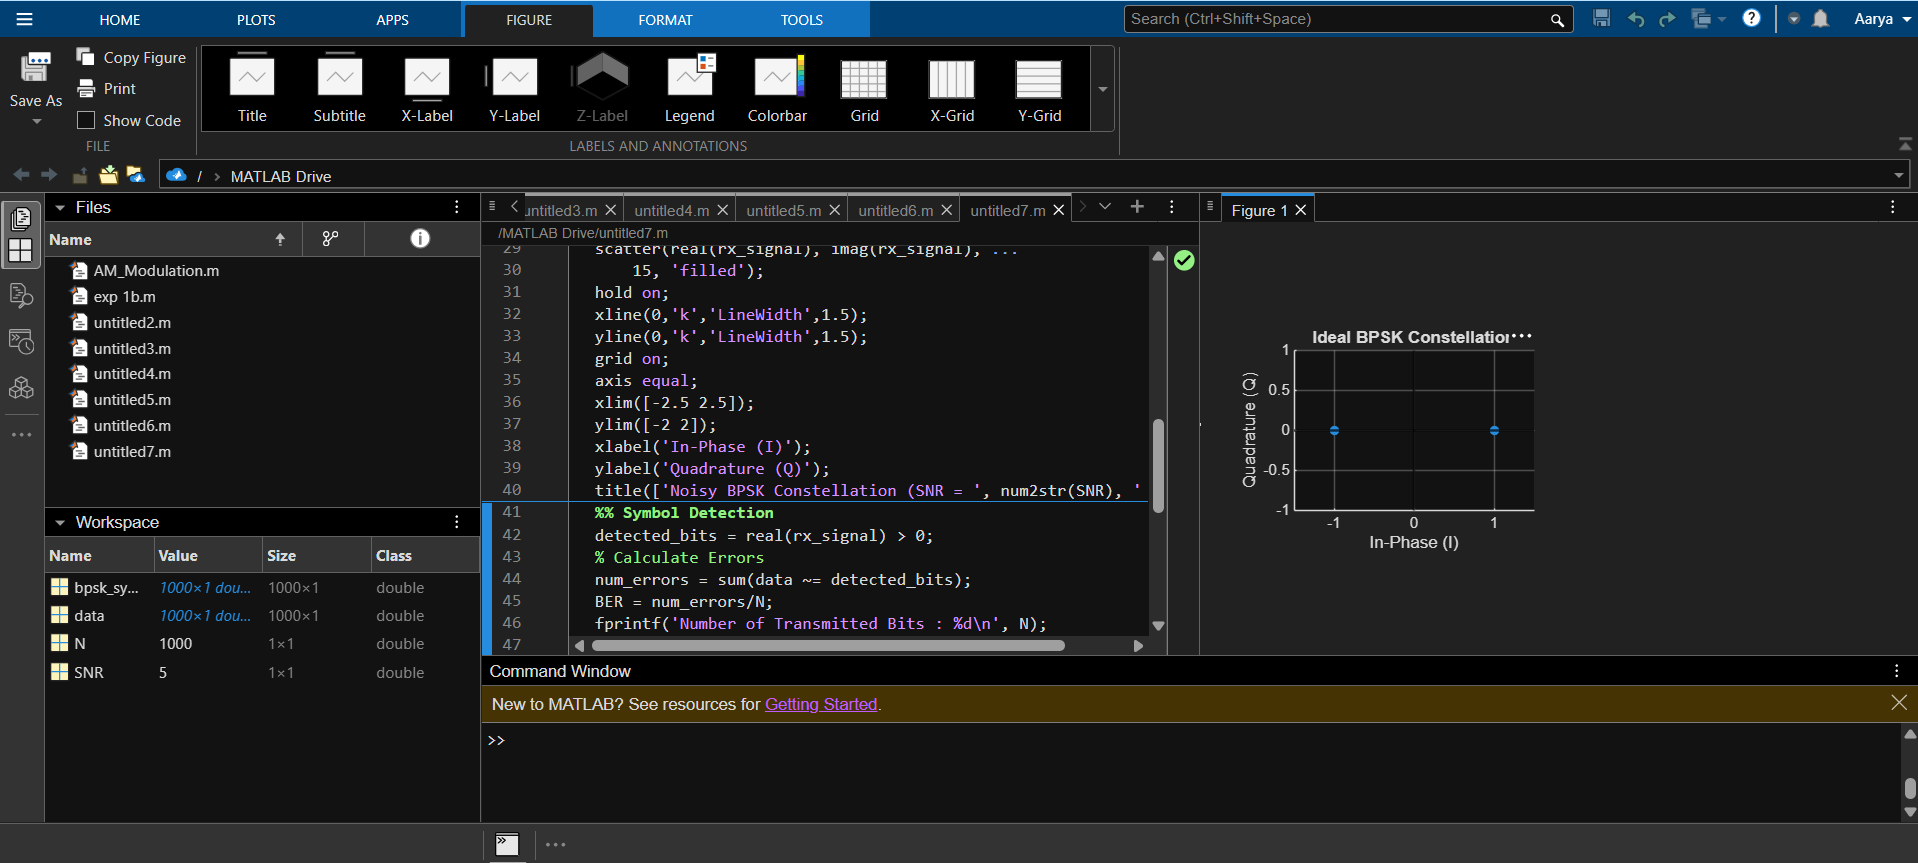 HOME PLOTS APPS FIGURE FORMAT TOOLS Search (Ctrl+Shift+Space) Aarya
Save As
Copy Figure
Print
Show Code
FILE
Title Subtitle X-Label Y-Label Z-Label Legend Colorbar Grid X-Grid Y-Grid
LABELS AND ANNOTATIONS
/ › MATLAB Drive
Files
Name
AM_Modulation.m
exp 1b.m
untitled2.m
untitled3.m
untitled4.m
untitled5.m
untitled6.m
untitled7.m
Workspace
Name Value Size Class
bpsk_sy... 1000×1 dou... 1000×1 double
data 1000×1 dou... 1000×1 double
N 1000 1×1 double
SNR 5 1×1 double
untitled3.m untitled4.m untitled5.m untitled6.m untitled7.m
/MATLAB Drive/untitled7.m
29 scatter(real(rx_signal), imag(rx_signal), ...
30 15, 'filled');
31 hold on;
32 xline(0,'k','LineWidth',1.5);
33 yline(0,'k','LineWidth',1.5);
34 grid on;
35 axis equal;
36 xlim([-2.5 2.5]);
37 ylim([-2 2]);
38 xlabel('In-Phase (I)');
39 ylabel('Quadrature (Q)');
40 title(['Noisy BPSK Constellation (SNR = ', num2str(SNR), '
41 %% Symbol Detection
42 detected_bits = real(rx_signal) > 0;
43 % Calculate Errors
44 num_errors = sum(data ~= detected_bits);
45 BER = num_errors/N;
46 fprintf('Number of Transmitted Bits : %d\n', N);
47
Figure 1
Ideal BPSK Constellation
1
0.5
0
-0.5
-1
Quadrature (Q)
-1 0 1
In-Phase (I)
Command Window
New to MATLAB? See resources for Getting Started.
>>